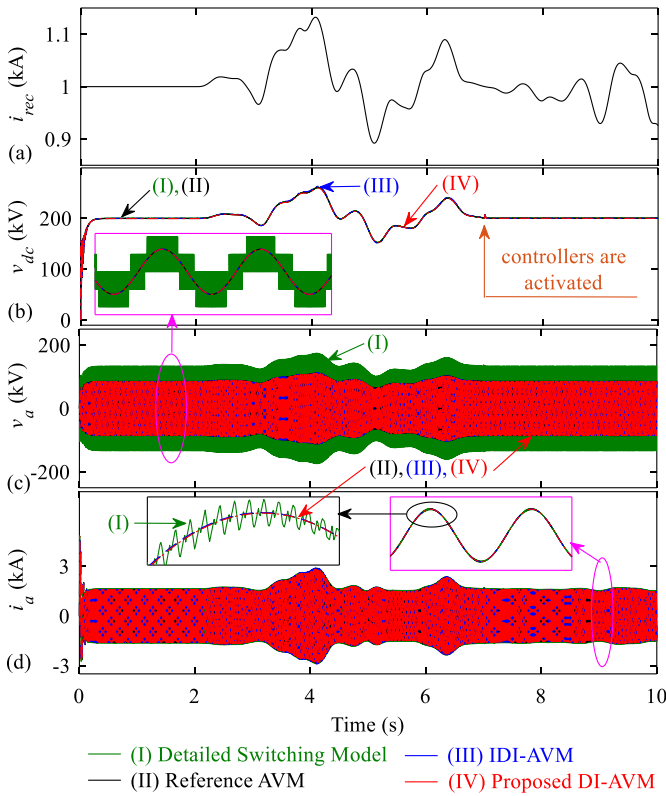 1.1
1
0.9
i_rec (kA)
(a)
(I), (II)
(III)
(IV)
200
100
0
v_dc (kV)
controllers are
activated
(b)
200
0
-200
v_a (kV)
(I)
(II), (III), (IV)
(c)
(I)
3
0
-3
i_a (kA)
(d)
0 2 4 6 8 10
Time (s)
(I) Detailed Switching Model
(III) IDI-AVM
(II) Reference AVM
(IV) Proposed DI-AVM